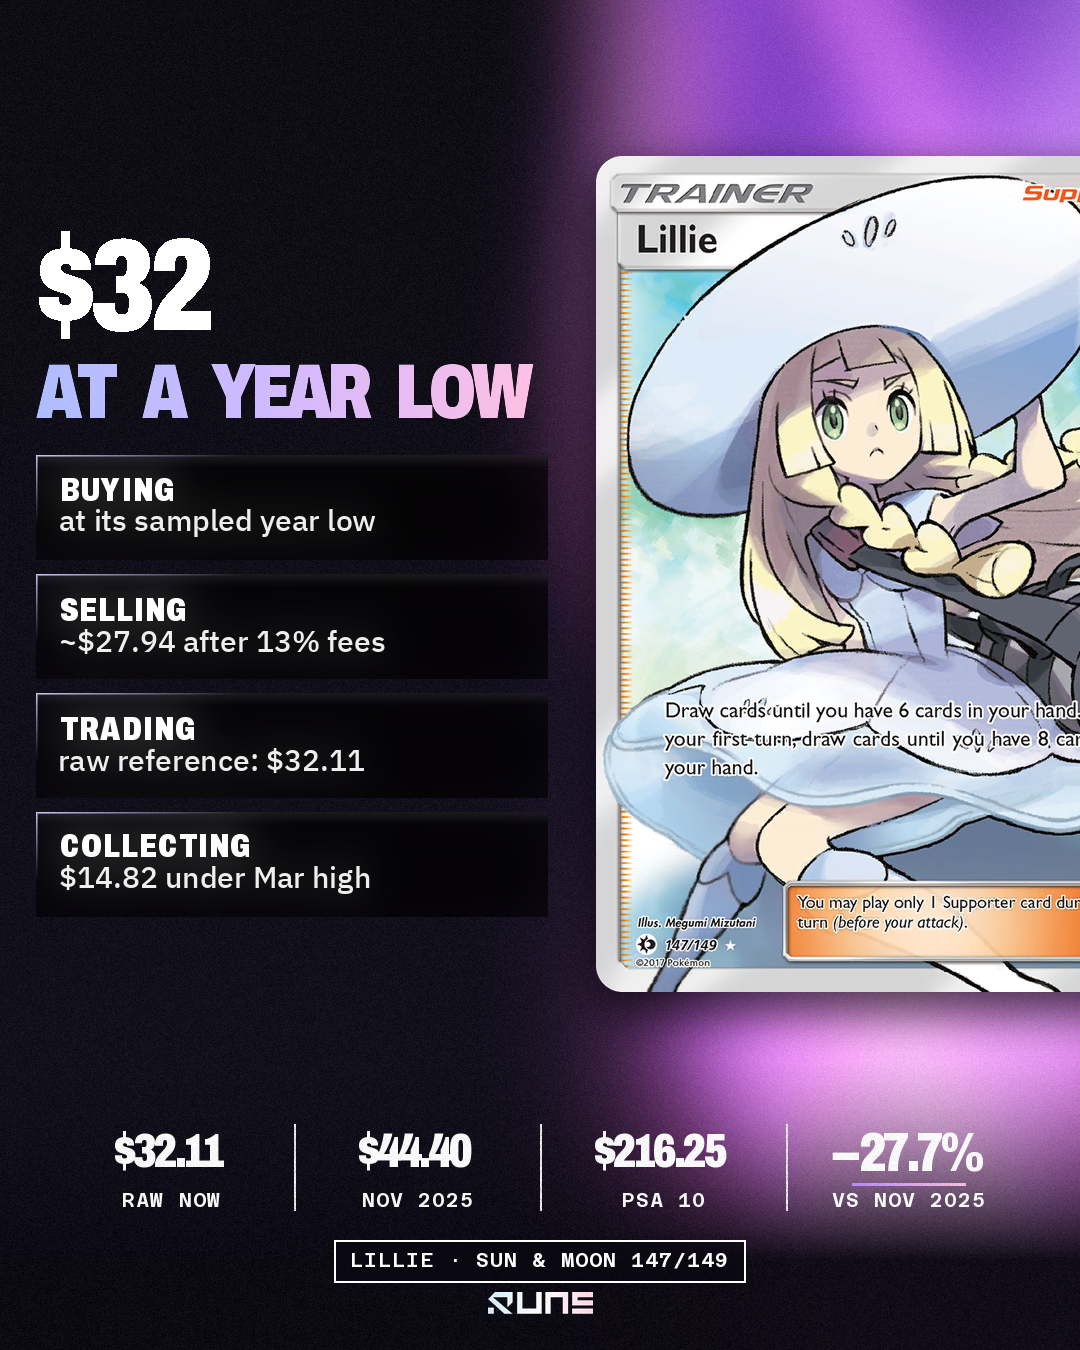 $32
AT A YEAR LOW
BUYING
at its sampled year low
SELLING
~$27.94 after 13% fees
TRADING
raw reference: $32.11
COLLECTING
$14.82 under Mar high
TRAINER
Supp
Lillie
Draw cards until you have 6 cards in your hand.
your first turn, draw cards until you have 8 car
your hand.
You may play only 1 Supporter card dur
turn (before your attack).
Illus. Megumi Mizutani
147/149
©2017 Pokémon
$32.11
RAW NOW
$44.40
NOV 2025
$216.25
PSA 10
–27.7%
VS NOV 2025
LILLIE · SUN & MOON 147/149
RUNE